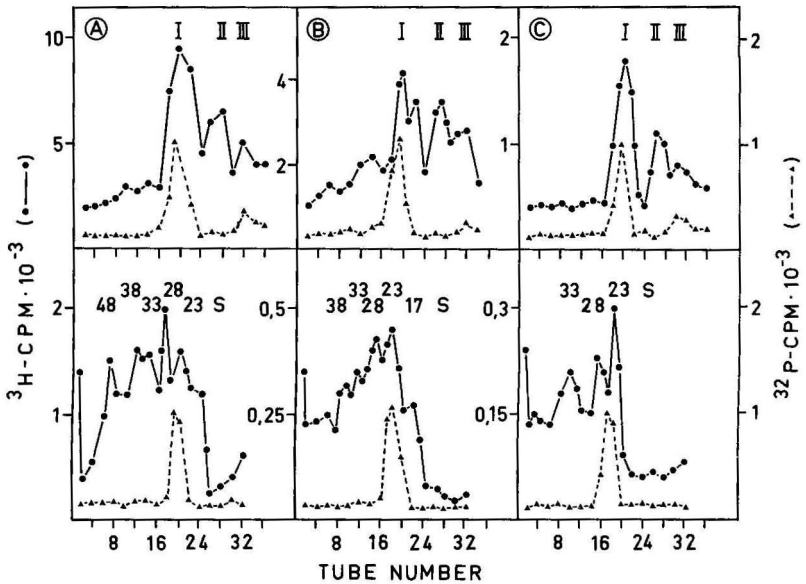 A I II III B I II III C I II III
10 4 2 2
5 2 1 1
³H-CPM·10⁻³ (●—●)
³²P-CPM·10⁻³ (▲---▲)
48 38 33 28 23 S
38 33 28 23 17 S
33 28 23 S
2 0,5 0,3 2
1 0,25 0,15 1
8 16 24 32 8 16 24 32 8 16 24 32
TUBE NUMBER